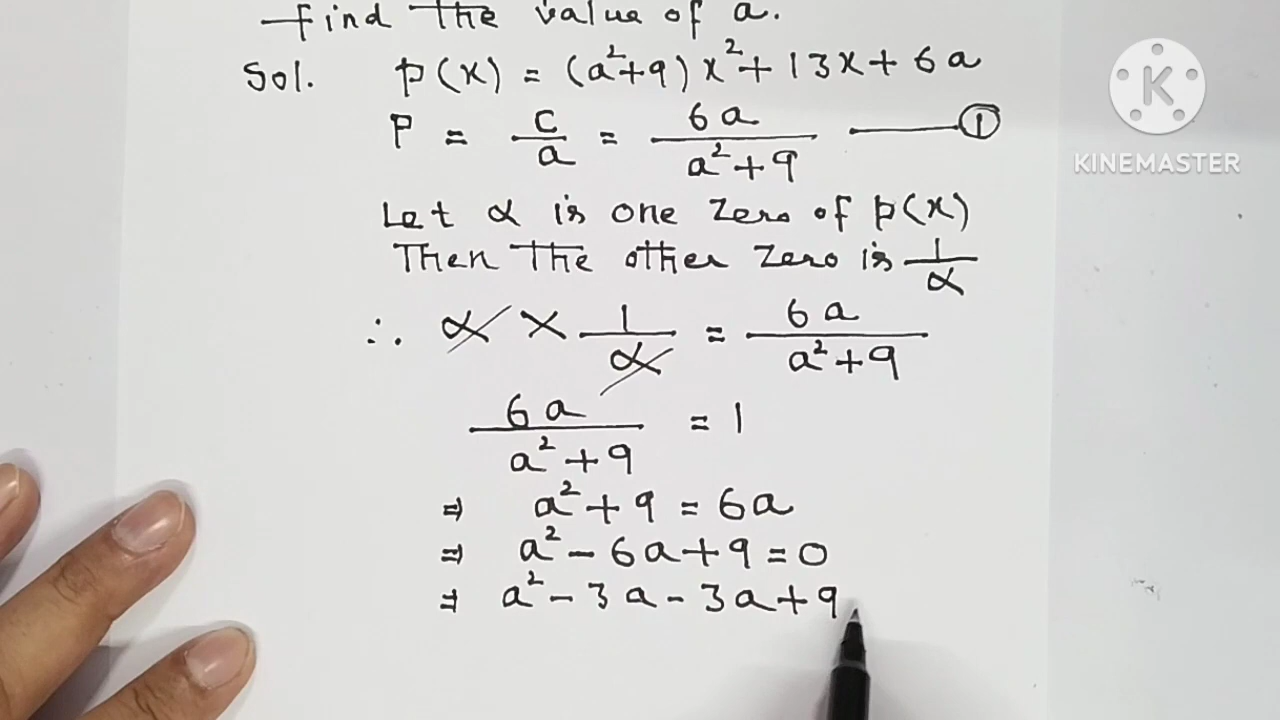 find the value of a.
Sol. p(x) = (a²+9)x²+13x+6a
P = c/a = 6a/a²+9 ——— ①
Let α is one zero of p(x)
Then the other zero is 1/α
∴ α × 1/α = 6a/a²+9
6a/a²+9 = 1
⇒ a²+9 = 6a
⇒ a²-6a+9=0
⇒ a²-3a-3a+9
K
KINEMASTER